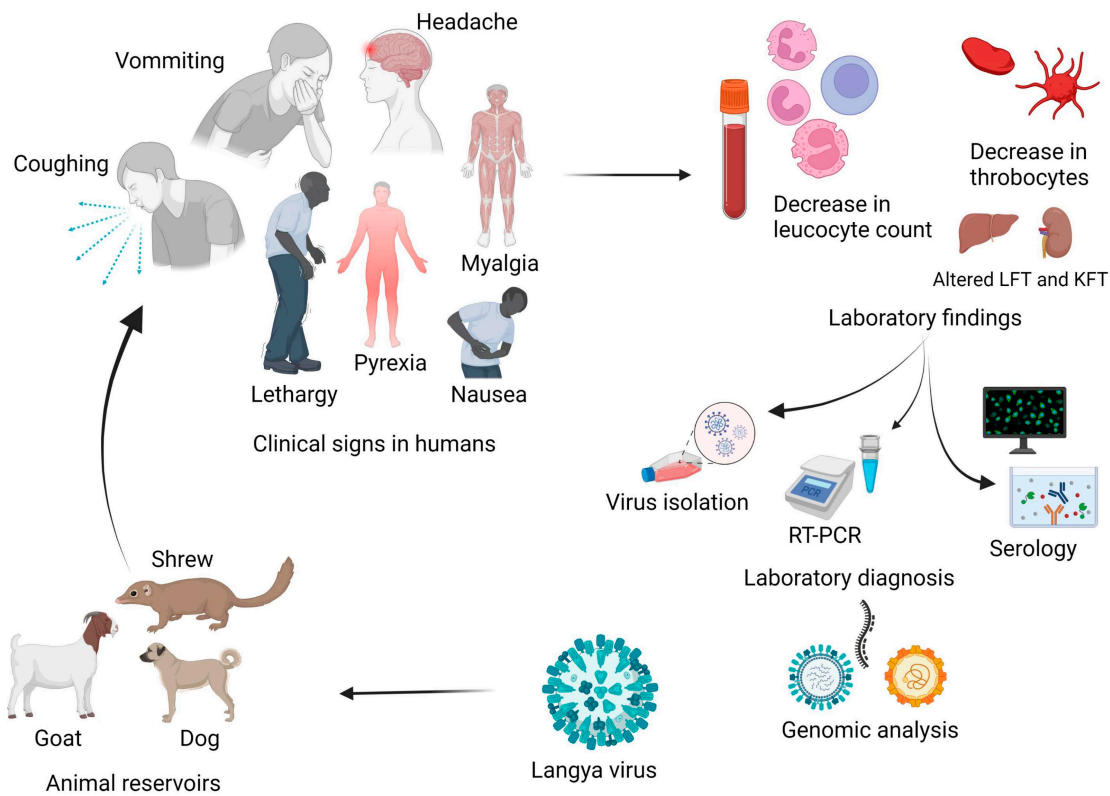 Headache
Vommiting
Coughing
Myalgia
Pyrexia
Lethargy
Nausea
Clinical signs in humans
Decrease in
leucocyte count
Decrease in
throbocytes
Altered LFT and KFT
Laboratory findings
Virus isolation
PCR
RT-PCR
Serology
Laboratory diagnosis
Genomic analysis
Shrew
Goat
Dog
Animal reservoirs
Langya virus